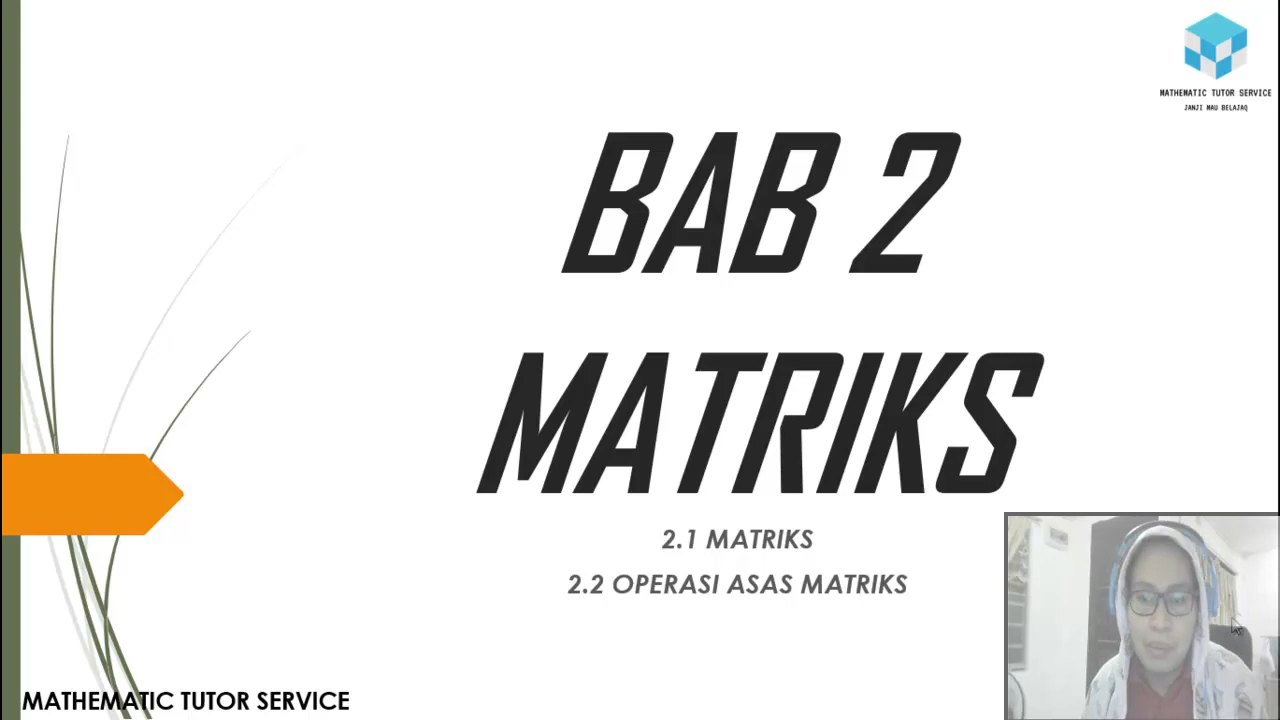 MATHEMATIC TUTOR SERVICE
JANJI MAU BELAJAQ
BAB 2
MATRIKS
2.1 MATRIKS
2.2 OPERASI ASAS MATRIKS
MATHEMATIC TUTOR SERVICE